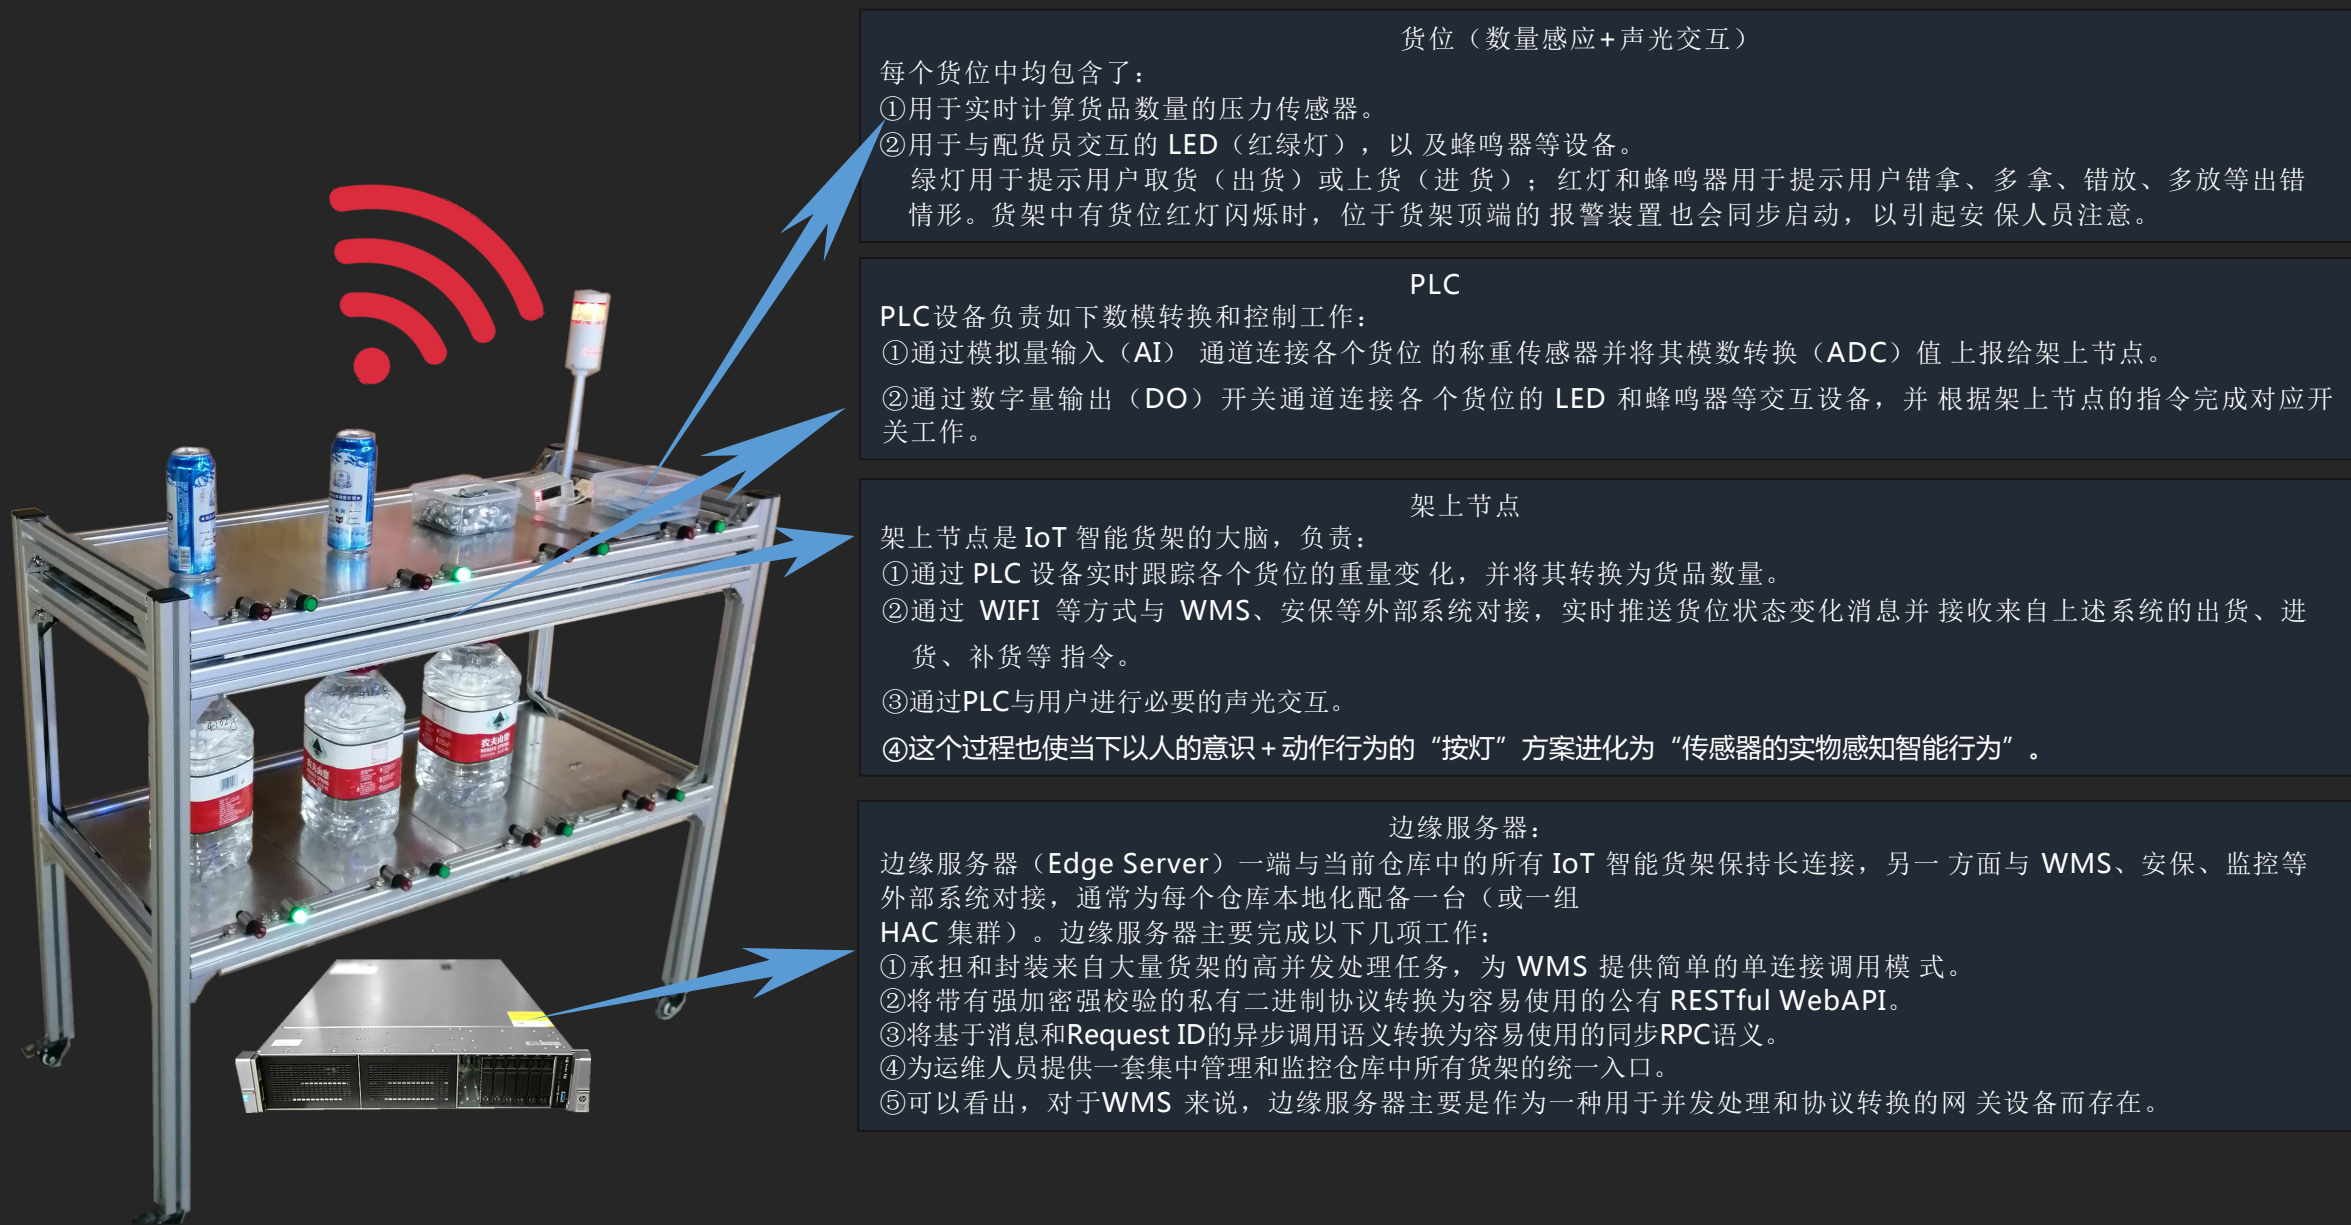 货位（数量感应+声光交互）
每个货位中均包含了：
①用于实时计算货品数量的压力传感器。
②用于与配货员交互的 LED（红绿灯），以 及蜂鸣器等设备。
绿灯用于提示用户取货（出货）或上货（进 货）；红灯和蜂鸣器用于提示用户错拿、多 拿、错放、多放等出错
情形。货架中有货位红灯闪烁时，位于货架顶端的 报警装置 也会同步启动，以引起安 保人员注意。
PLC
PLC设备负责如下数模转换和控制工作：
①通过模拟量输入（AI） 通道连接各个货位 的称重传感器并将其模数转换（ADC）值 上报给架上节点。
②通过数字量输出（DO）开关通道连接各 个货位的 LED 和蜂鸣器等交互设备，并 根据架上节点的指令完成对应开
关工作。
架上节点
架上节点是 IoT 智能货架的大脑，负责：
①通过 PLC 设备实时跟踪各个货位的重量变 化，并将其转换为货品数量。
②通过 WIFI 等方式与 WMS、安保等外部系统对接，实时推送货位状态变化消息并 接收来自上述系统的出货、进
货、补货等 指令。
③通过PLC与用户进行必要的声光交互。
④这个过程也使当下以人的意识＋动作行为的“按灯”方案进化为“传感器的实物感知智能行为”。
边缘服务器：
边缘服务器（Edge Server）一端与当前仓库中的所有 IoT 智能货架保持长连接，另一 方面与 WMS、安保、监控等
外部系统对接，通常为每个仓库本地化配备一台（或一组
HAC 集群）。边缘服务器主要完成以下几项工作：
①承担和封装来自大量货架的高并发处理任务，为 WMS 提供简单的单连接调用模 式。
②将带有强加密强校验的私有二进制协议转换为容易使用的公有 RESTful WebAPI。
③将基于消息和Request ID的异步调用语义转换为容易使用的同步RPC语义。
④为运维人员提供一套集中管理和监控仓库中所有货架的统一入口。
⑤可以看出，对于WMS 来说，边缘服务器主要是作为一种用于并发处理和协议转换的网 关设备而存在。
农夫山泉
农夫山泉